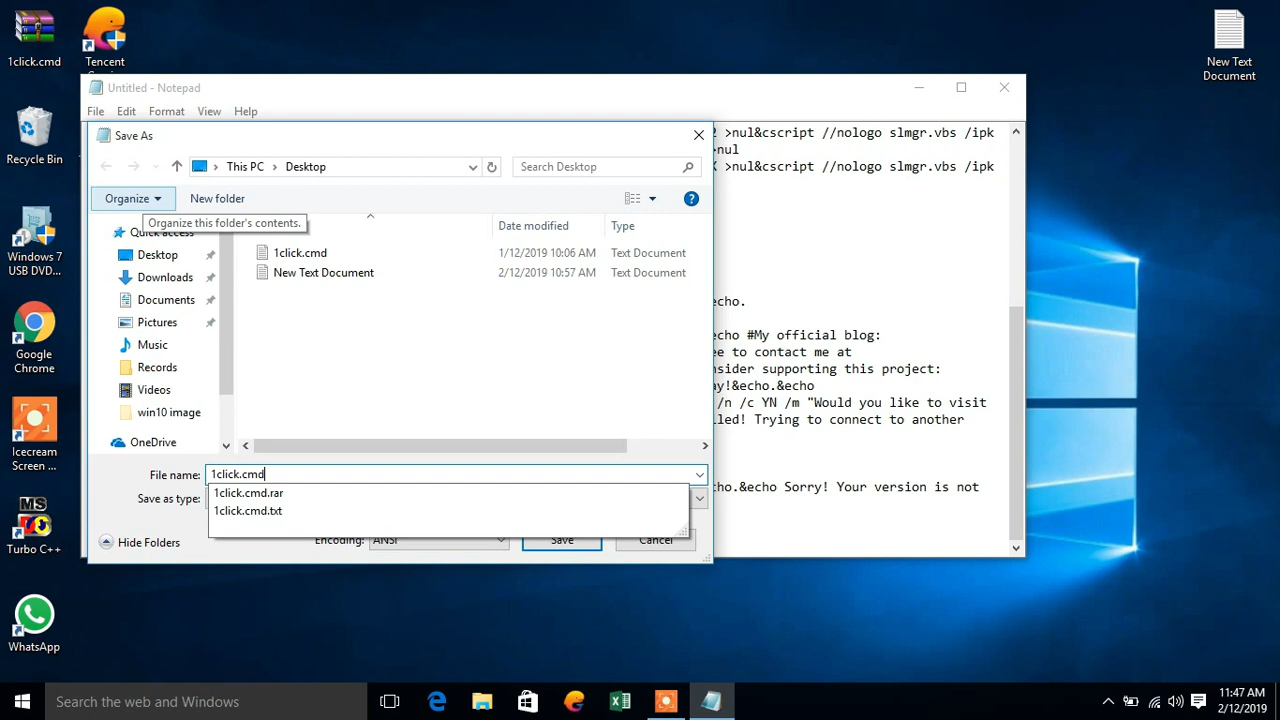 1click.cmd
Tencent
Recycle Bin
Windows 7
USB DVD...
Google
Chrome
Icecream
Screen ...
Turbo C++
WhatsApp
New Text
Document
Untitled - Notepad
File Edit Format View Help
>nul&cscript //nologo slmgr.vbs /ipk
>nul
>nul&cscript //nologo slmgr.vbs /ipk
echo.
echo #My official blog:
ee to contact me at
nsider supporting this project:
ay!&echo.&echo
/n /c YN /m "Would you like to visit
led! Trying to connect to another
ho.&echo Sorry! Your version is not
Save As
This PC > Desktop
Search Desktop
Organize New folder
Organize this folder's contents.
Date modified Type
Quick access
Desktop
Downloads
Documents
Pictures
Music
Records
Videos
win10 image
OneDrive
1click.cmd 1/12/2019 10:06 AM Text Document
New Text Document 2/12/2019 10:57 AM Text Document
File name: 1click.cmd
Save as type:
1click.cmd.rar
1click.cmd.txt
Hide Folders
Encoding: ANSI
Save Cancel
Search the web and Windows
11:47 AM
2/12/2019